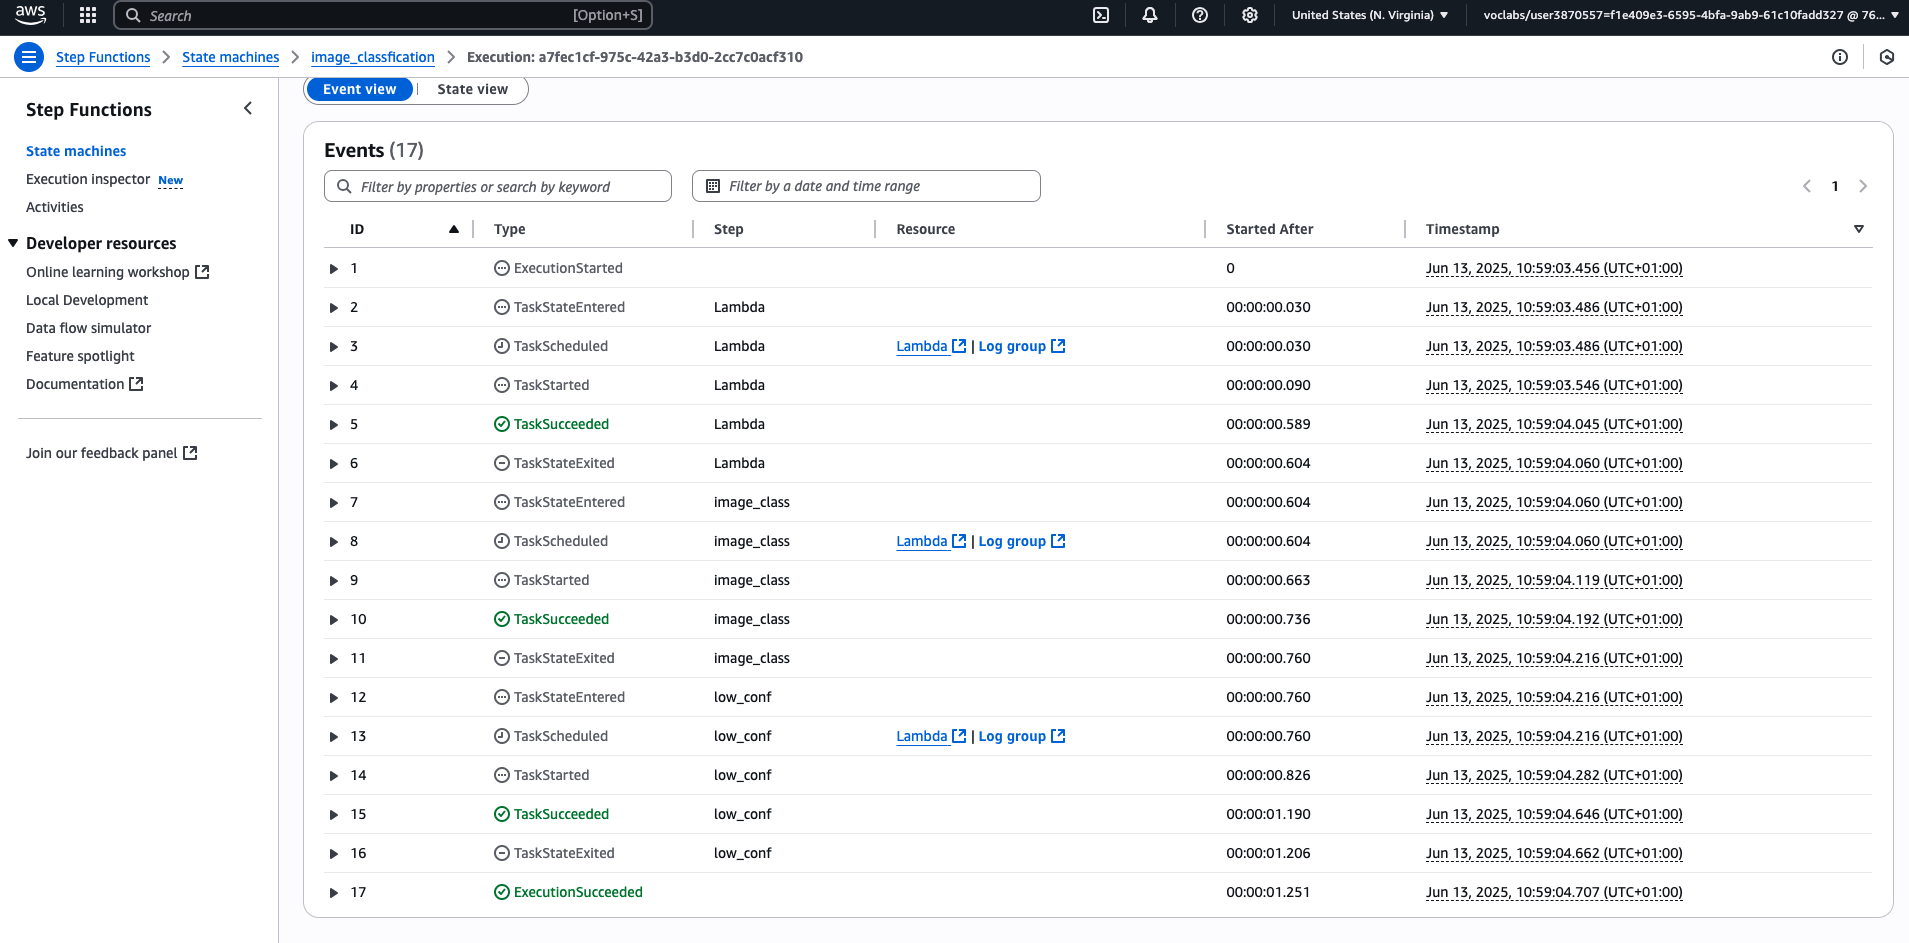 aws Search [Option+S] United States (N. Virginia) voclabs/user3870557=f1e409e3-6595-4bfa-9ab9-61c10fadd327 @ 76...
Step Functions State machines image_classfication Execution: a7fec1cf-975c-42a3-b3d0-2cc7c0acf310
Step Functions
State machines
Execution inspector New
Activities
Developer resources
Online learning workshop
Local Development
Data flow simulator
Feature spotlight
Documentation
Join our feedback panel
Event view State view
Events (17)
Filter by properties or search by keyword Filter by a date and time range 1
ID Type Step Resource Started After Timestamp
1 ExecutionStarted 0 Jun 13, 2025, 10:59:03.456 (UTC+01:00)
2 TaskStateEntered Lambda 00:00:00.030 Jun 13, 2025, 10:59:03.486 (UTC+01:00)
3 TaskScheduled Lambda Lambda | Log group 00:00:00.030 Jun 13, 2025, 10:59:03.486 (UTC+01:00)
4 TaskStarted Lambda 00:00:00.090 Jun 13, 2025, 10:59:03.546 (UTC+01:00)
5 TaskSucceeded Lambda 00:00:00.589 Jun 13, 2025, 10:59:04.045 (UTC+01:00)
6 TaskStateExited Lambda 00:00:00.604 Jun 13, 2025, 10:59:04.060 (UTC+01:00)
7 TaskStateEntered image_class 00:00:00.604 Jun 13, 2025, 10:59:04.060 (UTC+01:00)
8 TaskScheduled image_class Lambda | Log group 00:00:00.604 Jun 13, 2025, 10:59:04.060 (UTC+01:00)
9 TaskStarted image_class 00:00:00.663 Jun 13, 2025, 10:59:04.119 (UTC+01:00)
10 TaskSucceeded image_class 00:00:00.736 Jun 13, 2025, 10:59:04.192 (UTC+01:00)
11 TaskStateExited image_class 00:00:00.760 Jun 13, 2025, 10:59:04.216 (UTC+01:00)
12 TaskStateEntered low_conf 00:00:00.760 Jun 13, 2025, 10:59:04.216 (UTC+01:00)
13 TaskScheduled low_conf Lambda | Log group 00:00:00.760 Jun 13, 2025, 10:59:04.216 (UTC+01:00)
14 TaskStarted low_conf 00:00:00.826 Jun 13, 2025, 10:59:04.282 (UTC+01:00)
15 TaskSucceeded low_conf 00:00:01.190 Jun 13, 2025, 10:59:04.646 (UTC+01:00)
16 TaskStateExited low_conf 00:00:01.206 Jun 13, 2025, 10:59:04.662 (UTC+01:00)
17 ExecutionSucceeded 00:00:01.251 Jun 13, 2025, 10:59:04.707 (UTC+01:00)